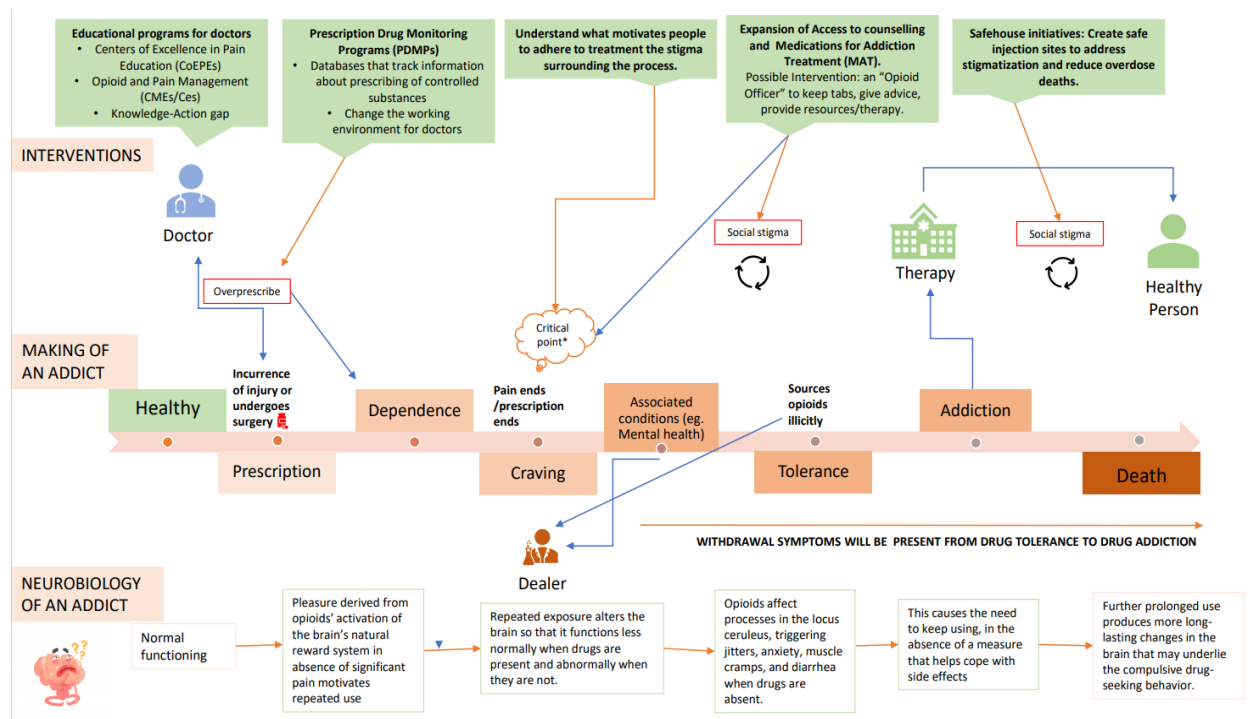 Educational programs for doctors
• Centers of Excellence in Pain
Education (CoEPEs)
• Opioid and Pain Management
(CMEs/Ces)
• Knowledge-Action gap
Prescription Drug Monitoring
Programs (PDMPs)
• Databases that track information
about prescribing of controlled
substances
• Change the working
environment for doctors
Understand what motivates people
to adhere to treatment the stigma
surrounding the process.
Expansion of Access to counselling
and Medications for Addiction
Treatment (MAT).
Possible Intervention: an “Opioid
Officer” to keep tabs, give advice,
provide resources/therapy.
Safehouse initiatives: Create safe
injection sites to address
stigmatization and reduce overdose
deaths.
INTERVENTIONS
Doctor
Overprescribe
Social stigma
Therapy
Social stigma
Healthy
Person
Critical
point*
MAKING OF
AN ADDICT
Healthy
Incurrence
of injury or
undergoes
surgery
Dependence
Pain ends
/prescription
ends
Associated
conditions (eg.
Mental health)
Sources
opioids
illicitly
Addiction
Prescription
Craving
Tolerance
Death
Dealer
WITHDRAWAL SYMPTOMS WILL BE PRESENT FROM DRUG TOLERANCE TO DRUG ADDICTION
NEUROBIOLOGY
OF AN ADDICT
Normal
functioning
Pleasure derived from
opioids’ activation of
the brain’s natural
reward system in
absence of significant
pain motivates
repeated use
Repeated exposure alters the
brain so that it functions less
normally when drugs are
present and abnormally when
they are not.
Opioids affect
processes in the locus
ceruleus, triggering
jitters, anxiety, muscle
cramps, and diarrhea
when drugs are
absent.
This causes the need
to keep using, in the
absence of a measure
that helps cope with
side effects
Further prolonged use
produces more long-
lasting changes in the
brain that may underlie
the compulsive drug-
seeking behavior.